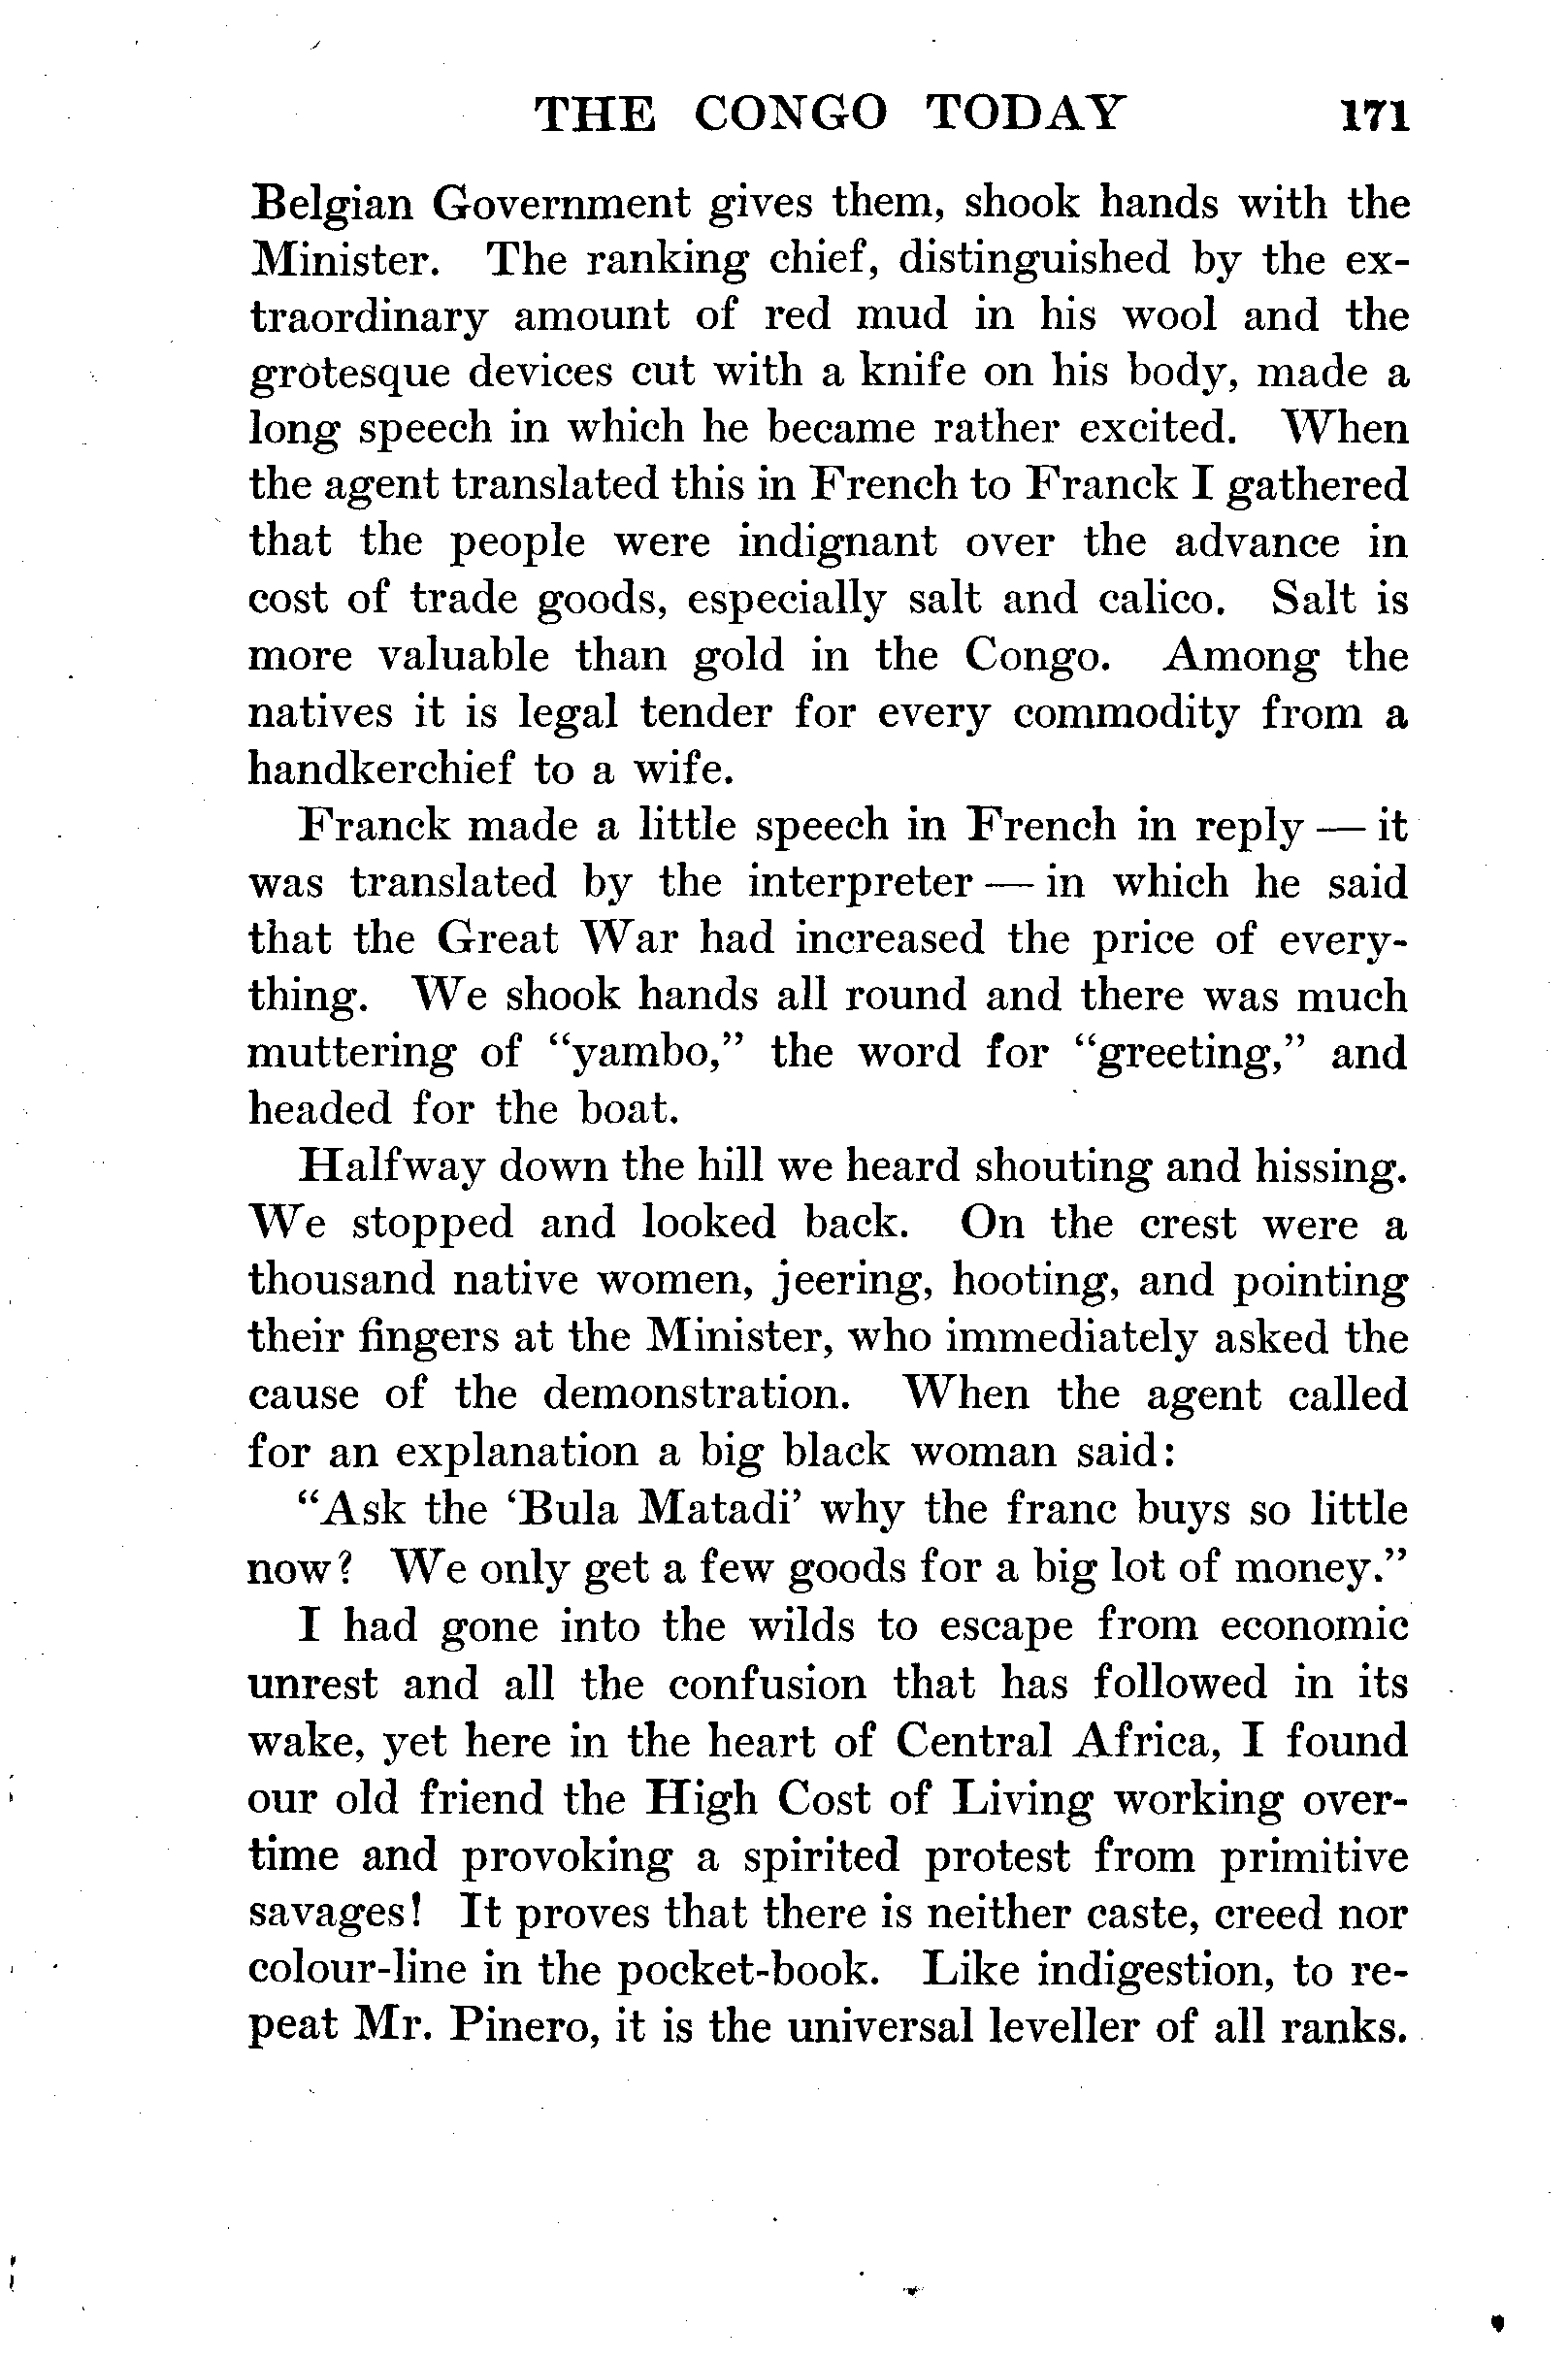 THE CONGO TODAY 171
Belgian Government gives them, shook hands with the
Minister. The ranking chief, distinguished by the ex-
traordinary amount of red mud in his wool and the
grotesque devices cut with a knife on his body, made a
long speech in which he became rather excited. When
the agent translated this in French to Franck I gathered
that the people were indignant over the advance in
cost of trade goods, especially salt and calico. Salt is
more valuable than gold in the Congo. Among the
natives it is legal tender for every commodity from a
handkerchief to a wife.
Franck made a little speech in French in reply — it
was translated by the interpreter — in which he said
that the Great War had increased the price of every-
thing. We shook hands all round and there was much
muttering of "yambo," the word for "greeting," and
headed for the boat.
Halfway down the hill we heard shouting and hissing.
We stopped and looked back. On the crest were a
thousand native women, jeering, hooting, and pointing
their fingers at the Minister, who immediately asked the
cause of the demonstration. When the agent called
for an explanation a big black woman said:
"Ask the 'Bula Matadi' why the franc buys so little
now? We only get a few goods for a big lot of money."
I had gone into the wilds to escape from economic
unrest and all the confusion that has followed in its
wake, yet here in the heart of Central Africa, I found
our old friend the High Cost of Living working over-
time and provoking a spirited protest from primitive
savages! It proves that there is neither caste, creed nor
colour-line in the pocket-book. Like indigestion, to re-
peat Mr. Pinero, it is the universal leveller of all ranks.